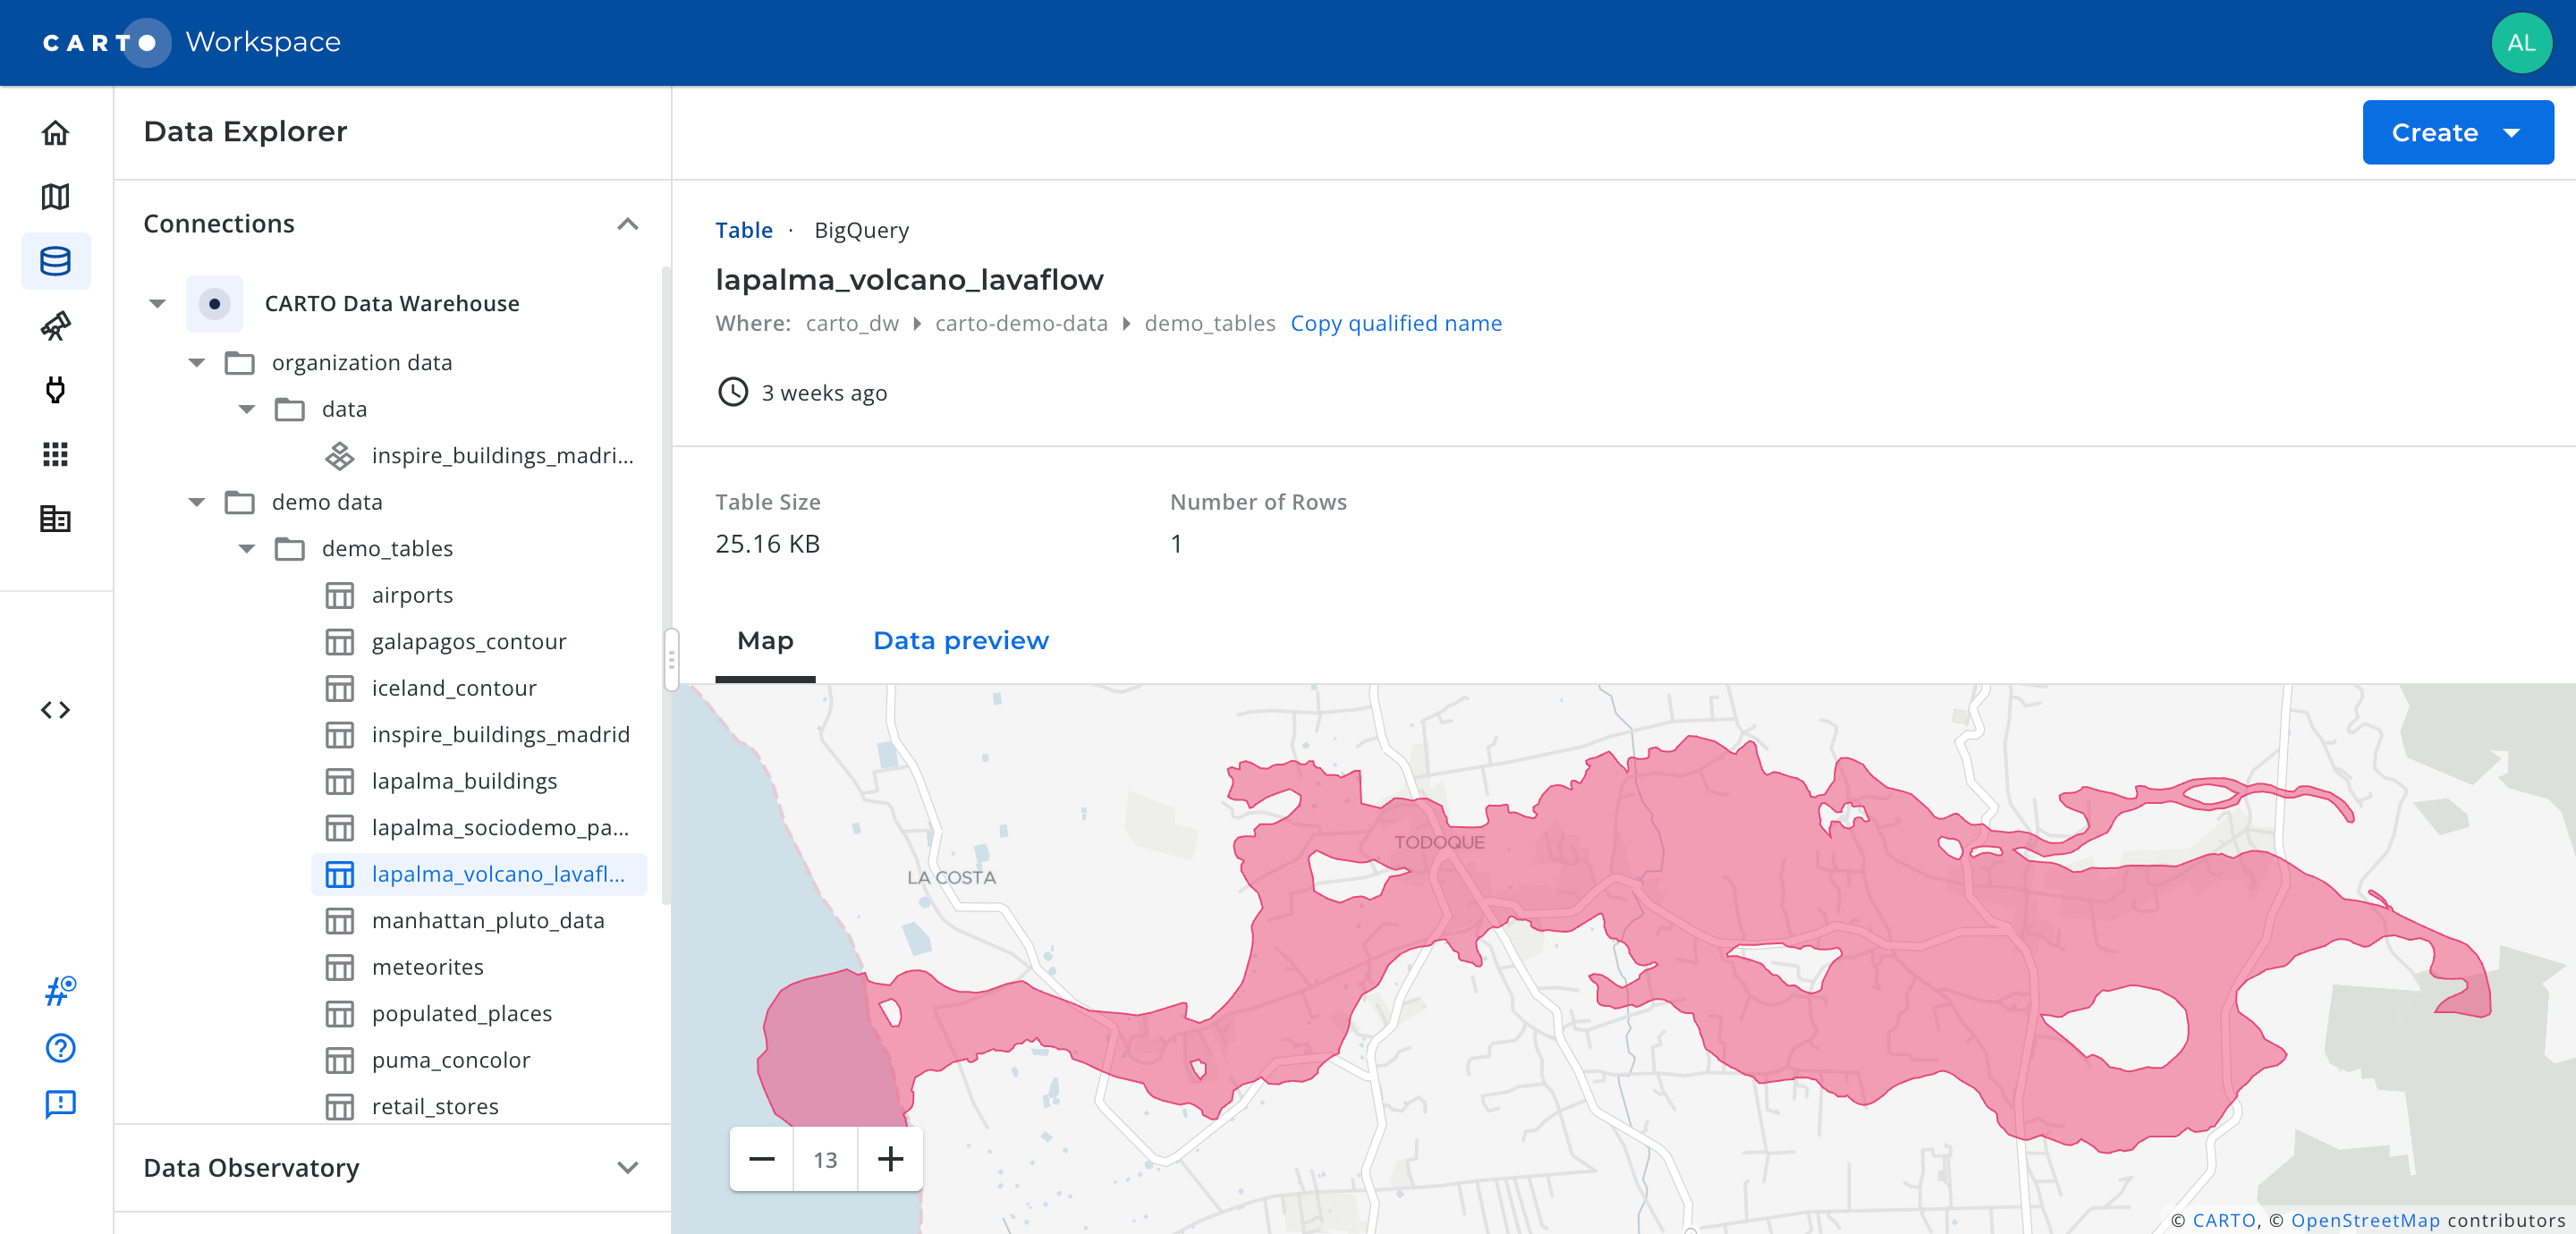 CARTO Workspace
AL
Data Explorer
Create
Connections
CARTO Data Warehouse
organization data
data
inspire_buildings_madri...
demo data
demo_tables
airports
galapagos_contour
iceland_contour
inspire_buildings_madrid
lapalma_buildings
lapalma_sociodemo_pa...
lapalma_volcano_lavafl...
manhattan_pluto_data
meteorites
populated_places
puma_concolor
retail_stores
Data Observatory
Table · BigQuery
lapalma_volcano_lavaflow
Where: carto_dw carto-demo-data demo_tables Copy qualified name
3 weeks ago
Table Size Number of Rows
25.16 KB 1
Map Data preview
TODOQUE
LA COSTA
13
© CARTO, © OpenStreetMap contributors